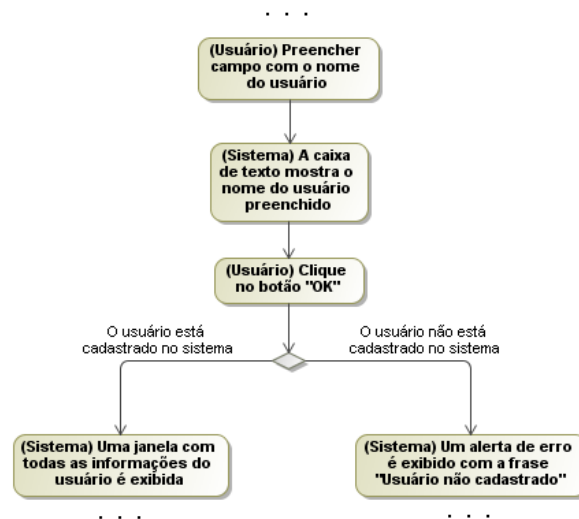 . . .
(Usuário) Preencher
campo com o nome
do usuário
(Sistema) A caixa
de texto mostra o
nome do usuário
preenchido
(Usuário) Clique
no botão "OK"
O usuário está
cadastrado no sistema
O usuário não está
cadastrado no sistema
(Sistema) Uma janela com
todas as informações do
usuário é exibida
(Sistema) Um alerta de erro
é exibido com a frase
"Usuário não cadastrado"
. . .
. . .